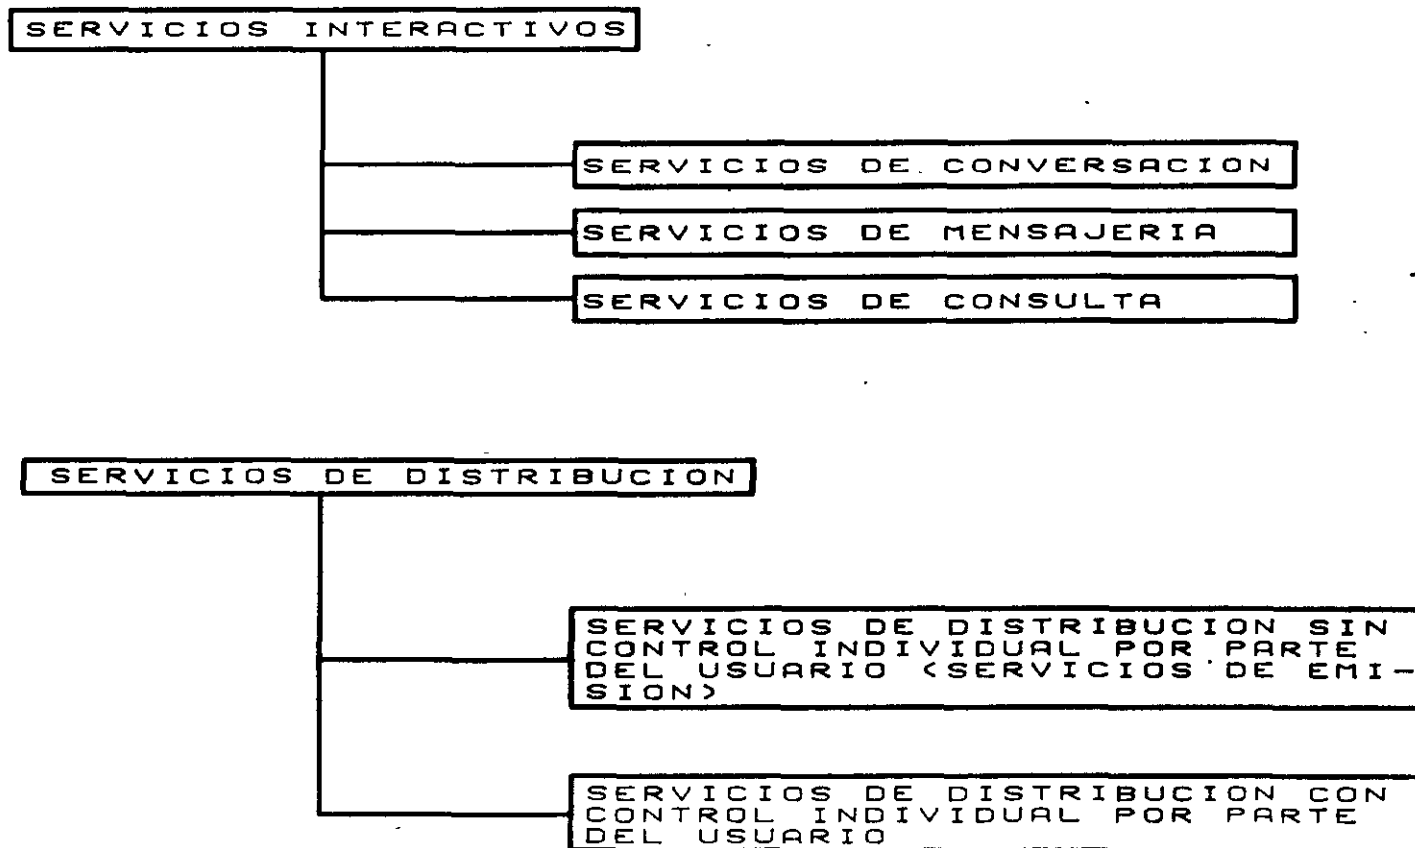 SERVICIOS INTERACTIVOS
SERVICIOS DE CONVERSACION
SERVICIOS DE MENSAJERIA
SERVICIOS DE CONSULTA
SERVICIOS DE DISTRIBUCION
SERVICIOS DE DISTRIBUCION SIN
CONTROL INDIVIDUAL POR PARTE
DEL USUARIO <SERVICIOS DE EMI-
SION>
SERVICIOS DE DISTRIBUCION CON
CONTROL INDIVIDUAL POR PARTE
DEL USUARIO